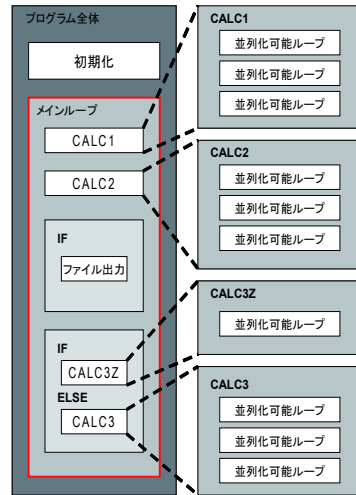 プログラム全体
初期化
メインループ
CALC1
CALC2
IF
ファイル出力
IF
CALC3Z
ELSE
CALC3
CALC1
並列化可能ループ
並列化可能ループ
並列化可能ループ
CALC2
並列化可能ループ
並列化可能ループ
並列化可能ループ
CALC3Z
並列化可能ループ
CALC3
並列化可能ループ
並列化可能ループ
並列化可能ループ